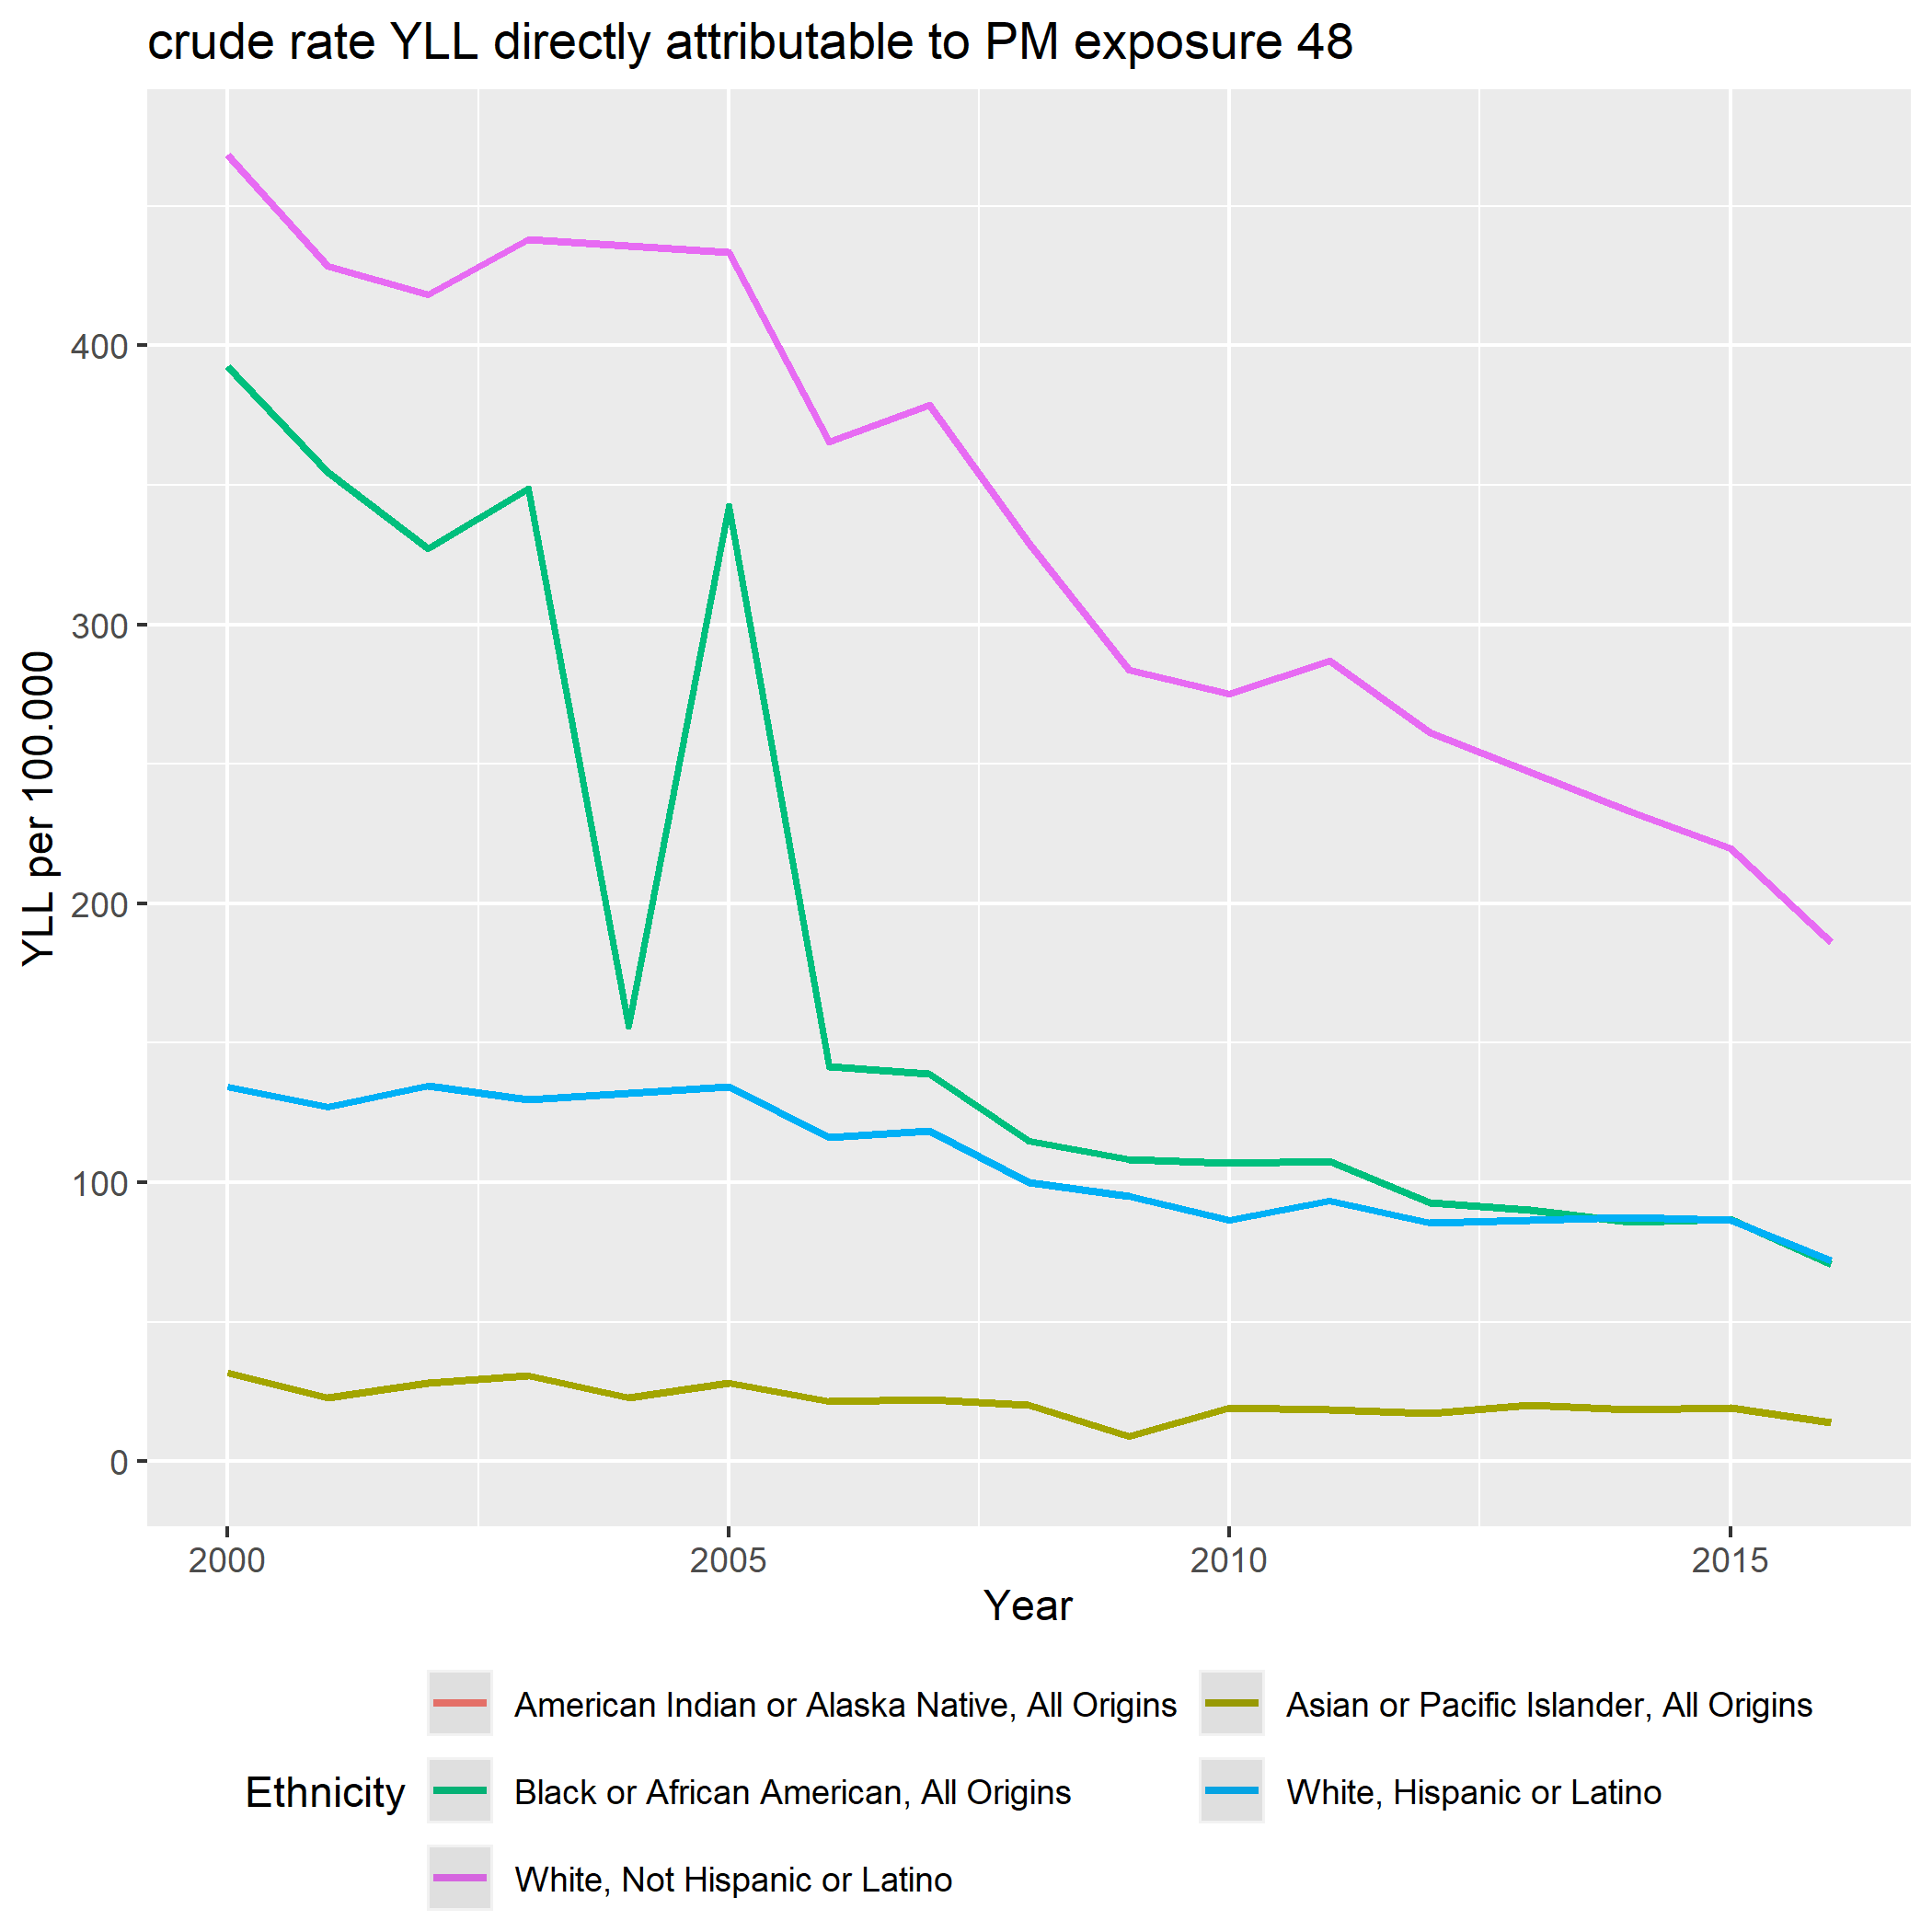 crude rate YLL directly attributable to PM exposure 48
YLL per 100.000
400
300
200
100
0
2000 2005 2010 2015
Year
Ethnicity
American Indian or Alaska Native, All Origins
Asian or Pacific Islander, All Origins
Black or African American, All Origins
White, Hispanic or Latino
White, Not Hispanic or Latino